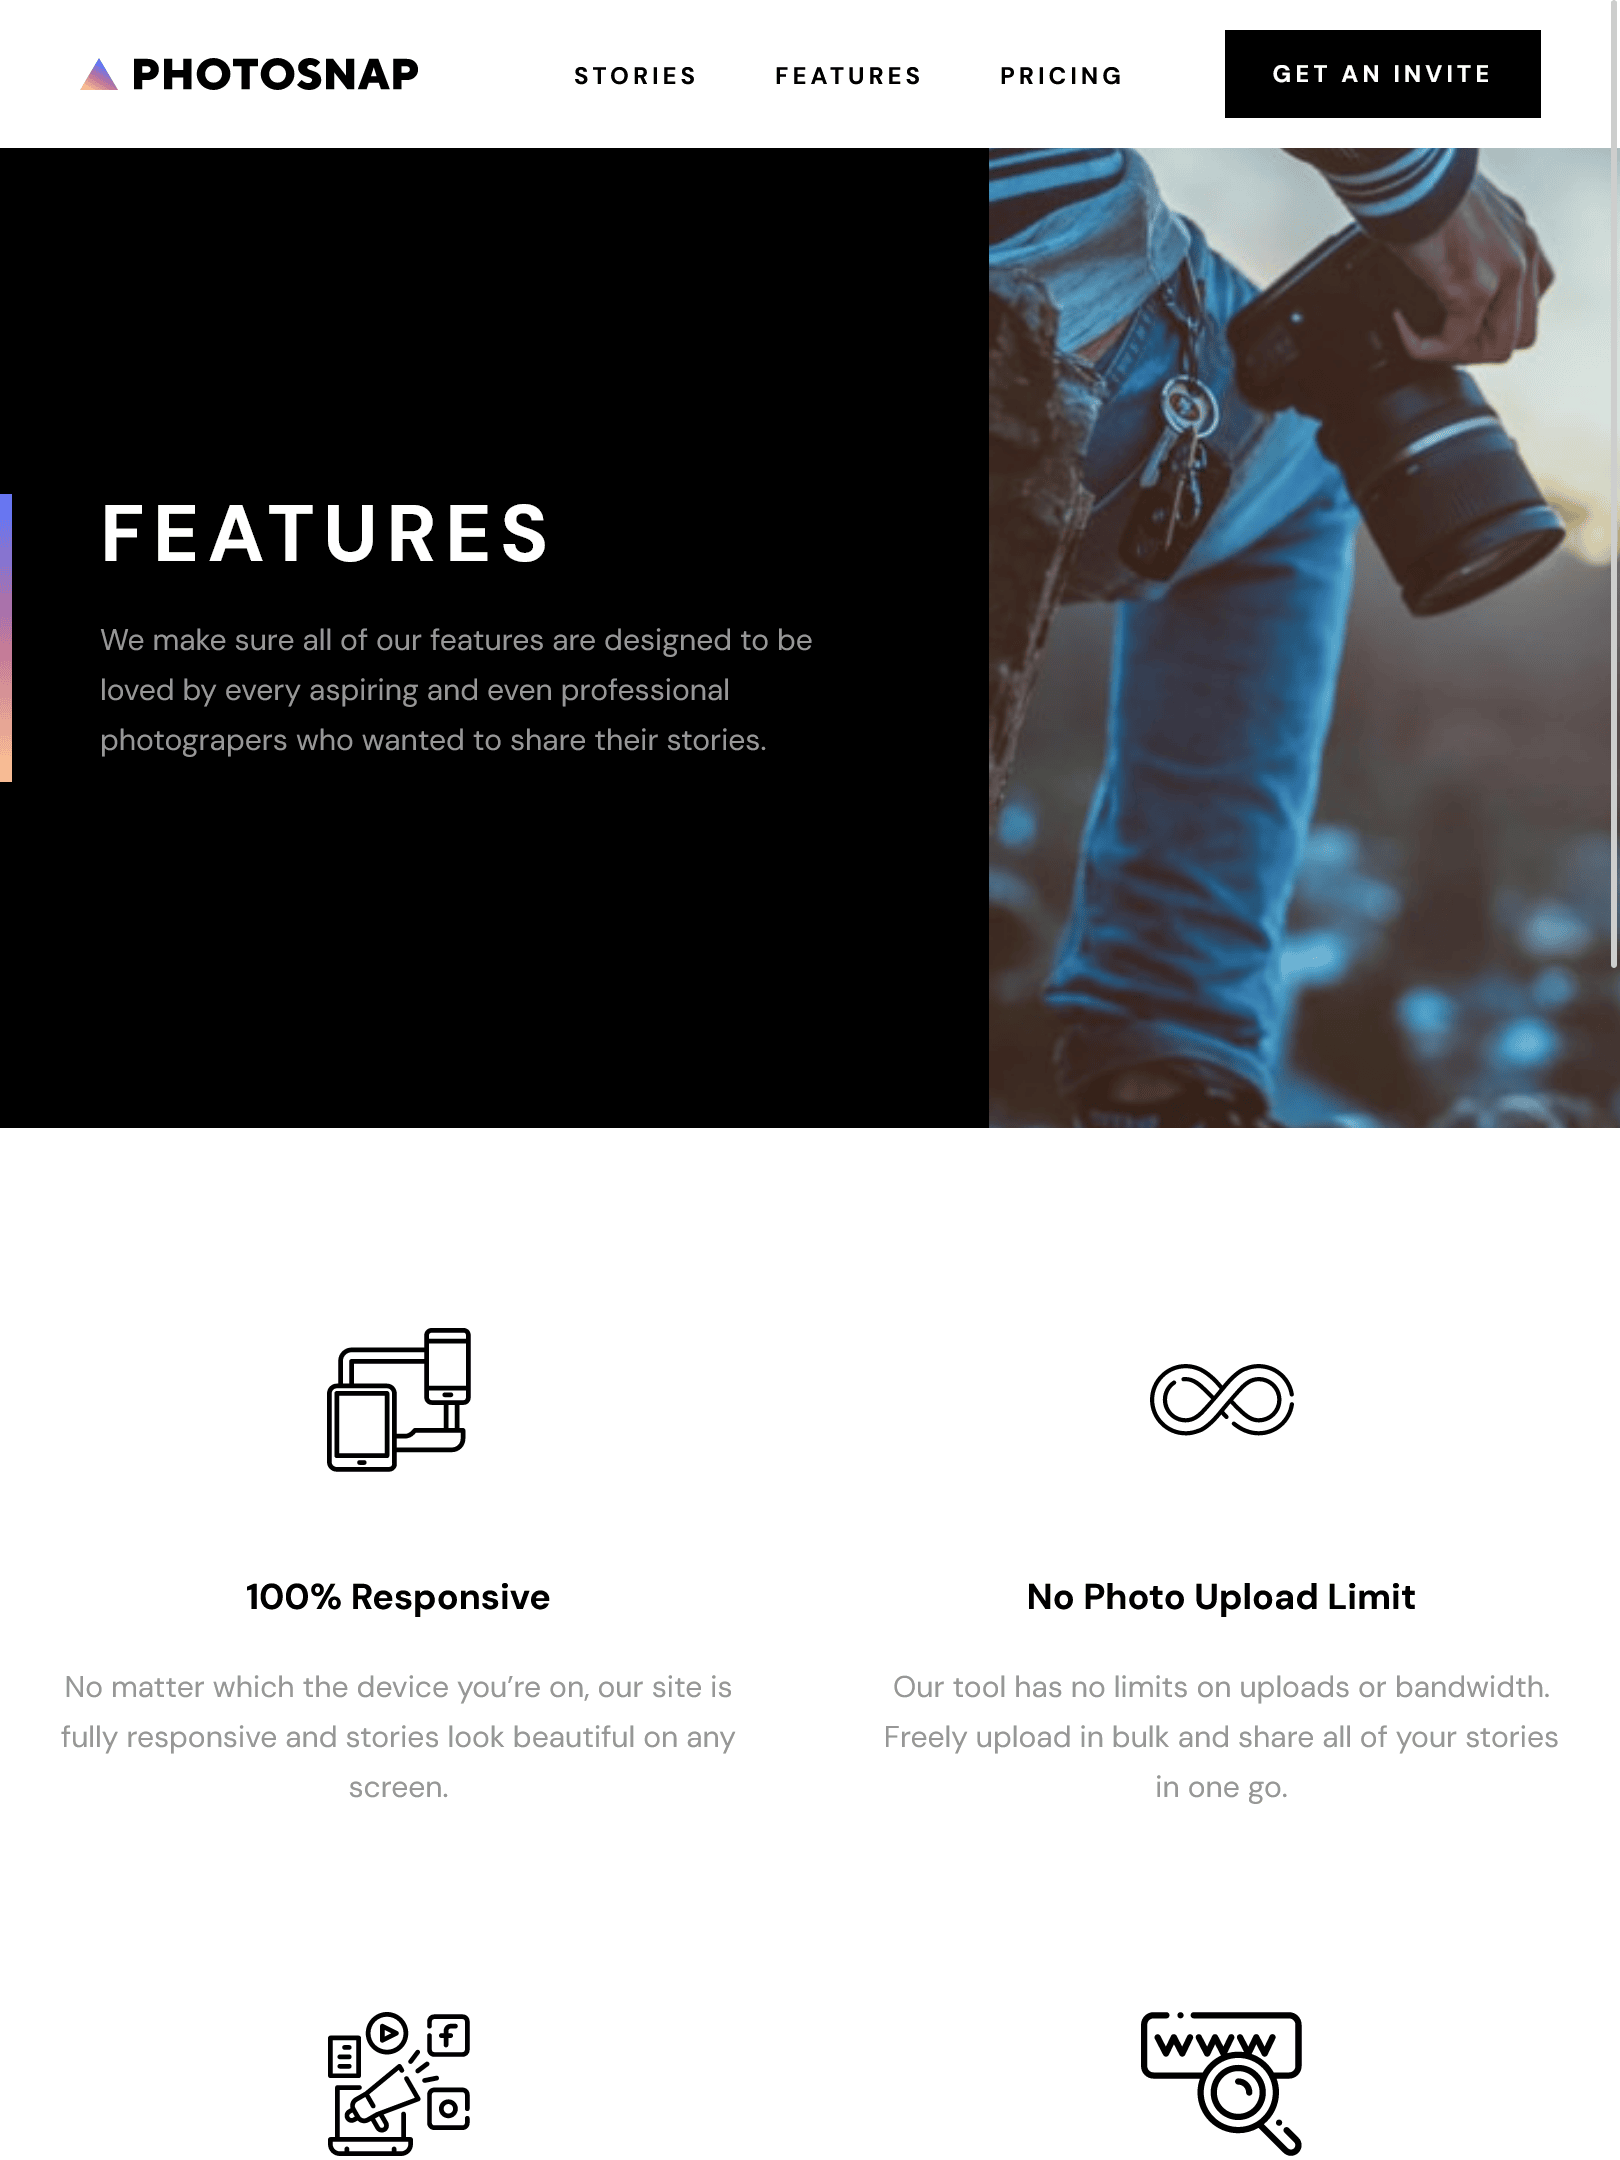 PHOTOSNAP
STORIES
FEATURES
PRICING
GET AN INVITE
FEATURES
We make sure all of our features are designed to be
loved by every aspiring and even professional
photograpers who wanted to share their stories.
100% Responsive
No matter which the device you’re on, our site is
fully responsive and stories look beautiful on any
screen.
No Photo Upload Limit
Our tool has no limits on uploads or bandwidth.
Freely upload in bulk and share all of your stories
in one go.
f
WWW